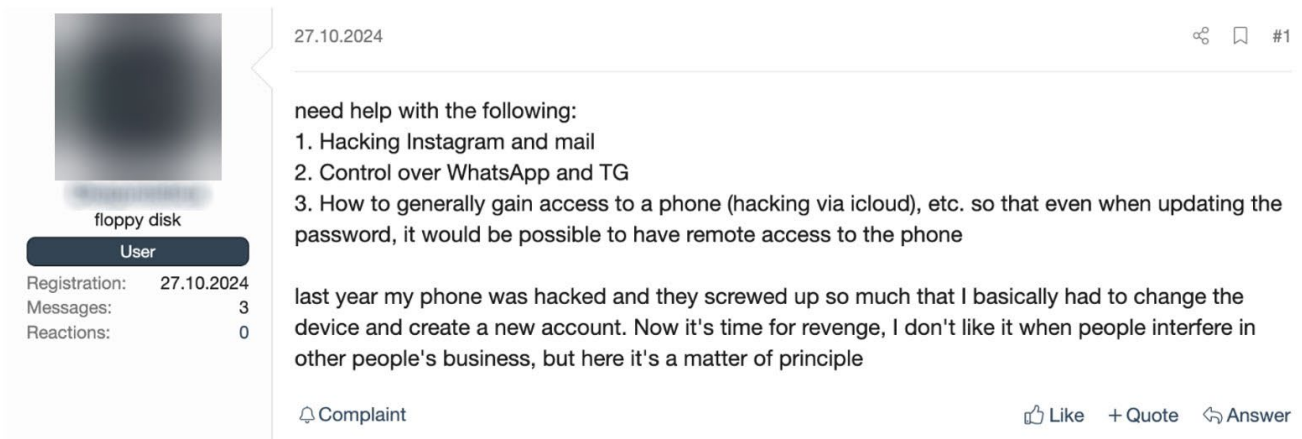 27.10.2024
#1
need help with the following:
1. Hacking Instagram and mail
2. Control over WhatsApp and TG
3. How to generally gain access to a phone (hacking via icloud), etc. so that even when updating the
password, it would be possible to have remote access to the phone
last year my phone was hacked and they screwed up so much that I basically had to change the
device and create a new account. Now it's time for revenge, I don't like it when people interfere in
other people's business, but here it's a matter of principle
floppy disk
User
Registration: 27.10.2024
Messages: 3
Reactions: 0
Complaint
Like + Quote Answer